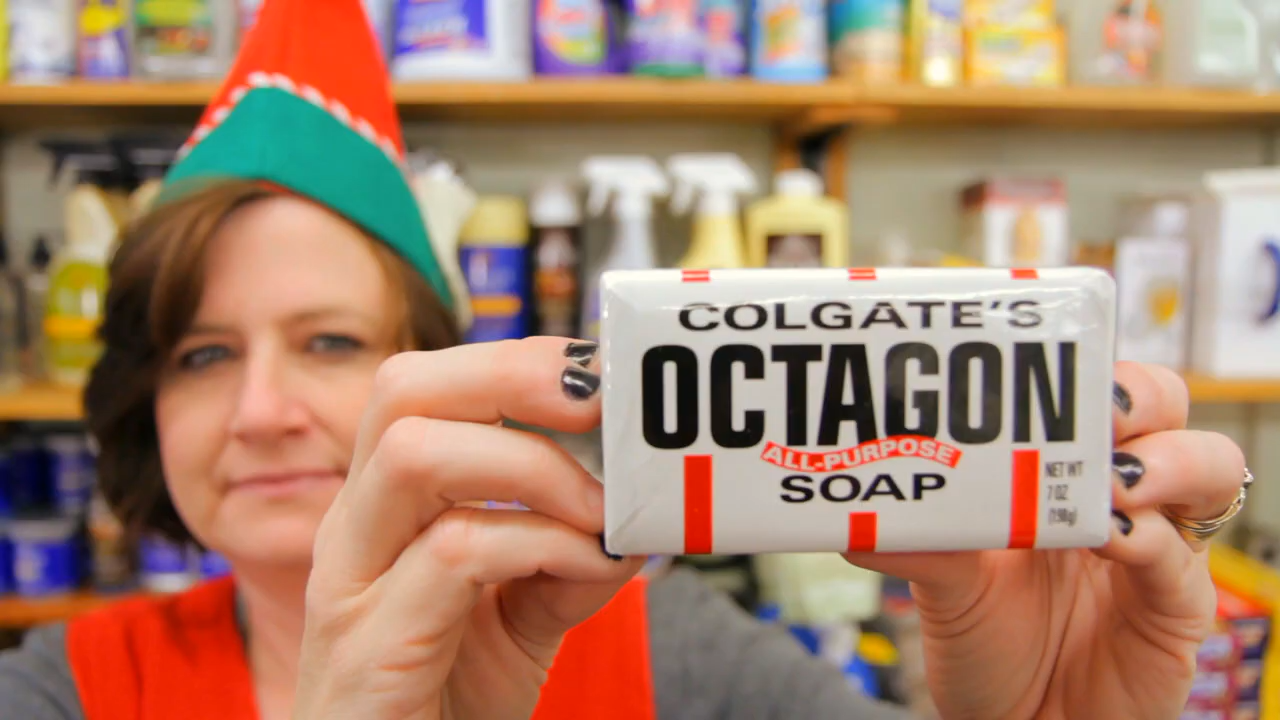 COLGATE'S
OCTAGON
ALL-PURPOSE
SOAP
NET WT
7 OZ
(198g)